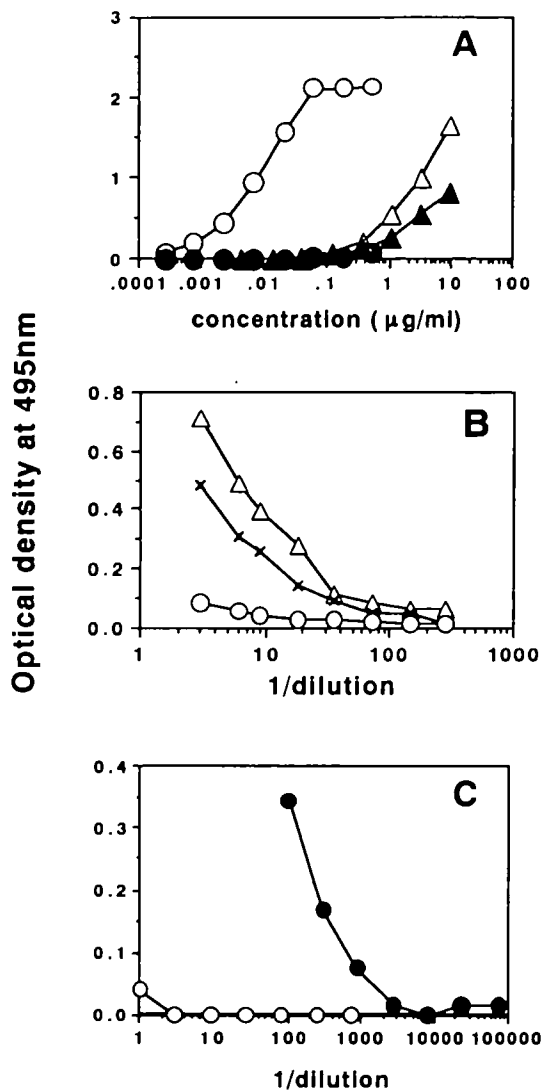 3
A
2
1
0
.0001 .001 .01 .1 1 10 100
concentration (µg/ml)
Optical density at 495nm
0.8
B
0.6
0.4
0.2
0.0
1 10 100 1000
1/dilution
0.4
C
0.3
0.2
0.1
0.0
1 10 100 1000 10000 100000
1/dilution